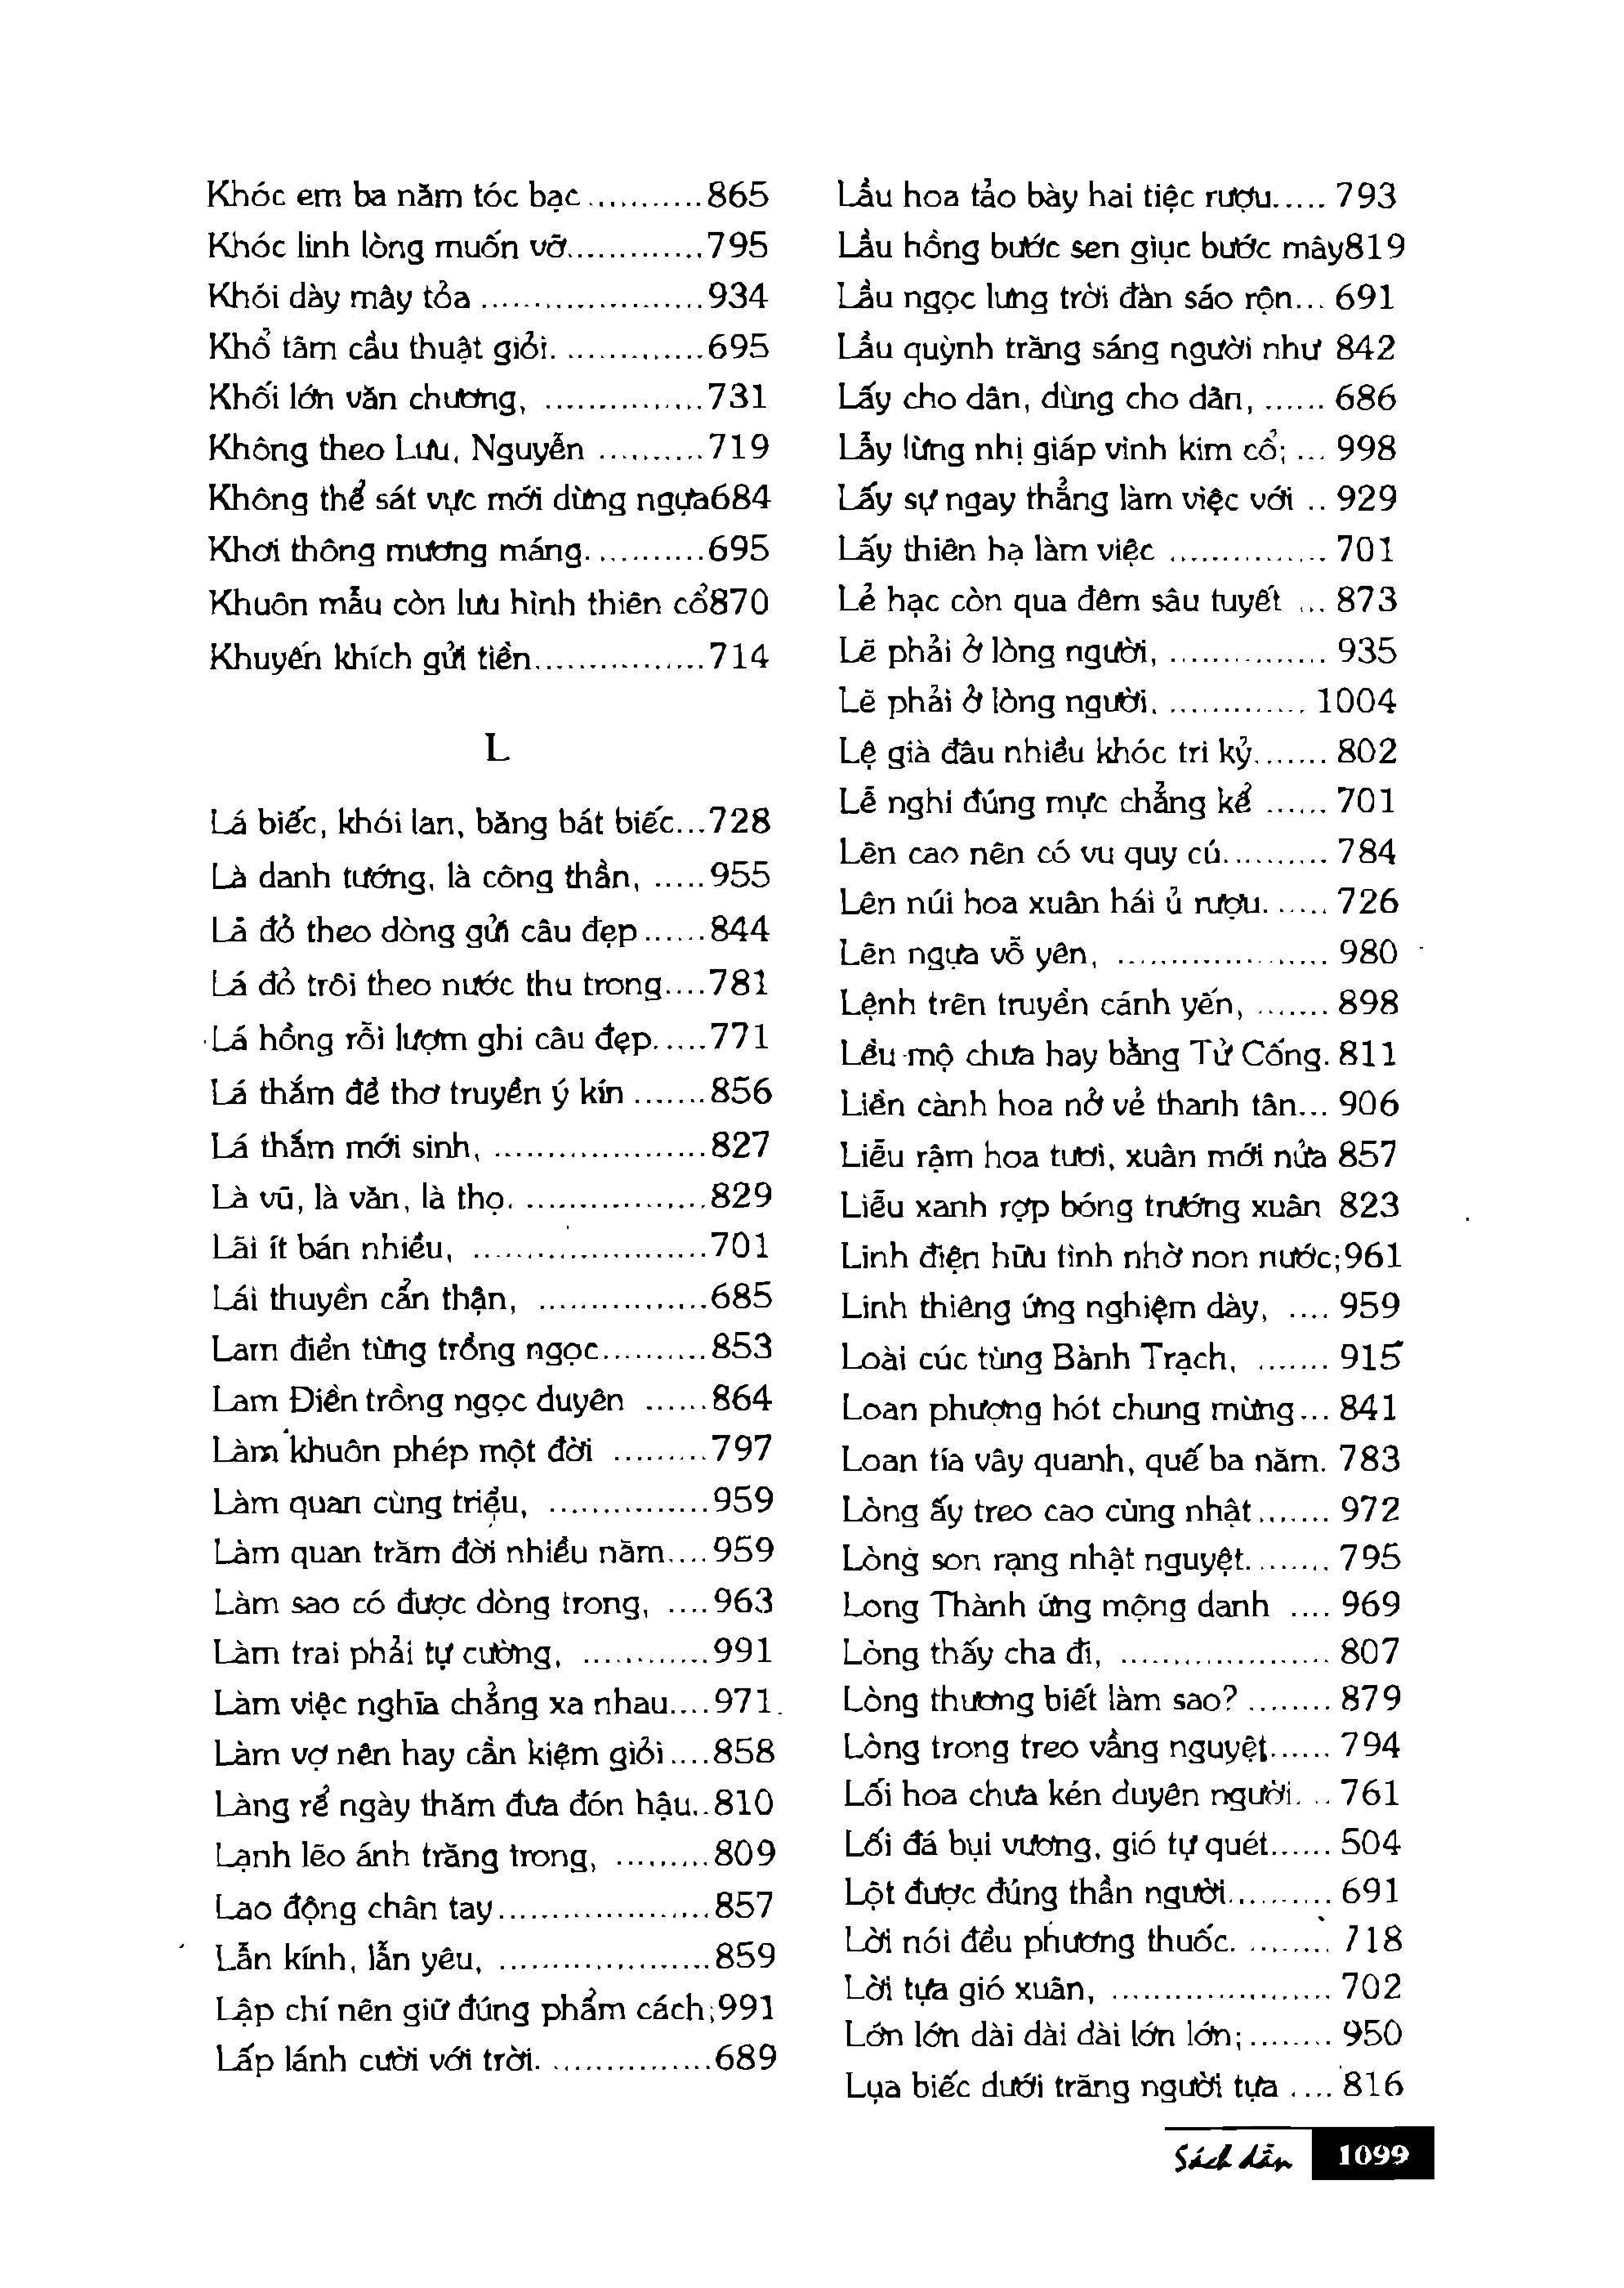 Khóc em ba năm tóc bạc...........865
Khóc linh lòng muốn vỡ.............795
Khói dày mây tỏa.....................934
Khổ tâm cầu thuật giỏi. .............695
Khối lớn văn chương, ...............731
Không theo Lưu, Nguyễn ..........719
Không thể sát vực mới dừng ngựa684
Khơi thông mương máng. ..........695
Khuôn mẫu còn lưu hình thiên cổ870
Khuyến khích gửi tiền................714
L
Lá biếc, khói lan, băng bát biếc...728
Là danh tướng, là công thần, .....955
Lá đỏ theo dòng gửi câu đẹp......844
Lá đỏ trôi theo nước thu trong....781
Lá hồng rỗi lượm ghi câu đẹp.....771
Lá thắm đề thơ truyền ý kín .......856
Lá thắm mới sinh, ....................827
Là vũ, là văn, là thọ. .................829
Lãi ít bán nhiều, ......................701
Lái thuyền cẩn thận, ................685
Lam điền từng trồng ngọc..........853
Lam Điền trồng ngọc duyên ......864
Làm khuôn phép một đời .........797
Làm quan cùng triều, ...............959
Làm quan trăm đời nhiều năm....959
Làm sao có được dòng trong, ....963
Làm trai phải tự cường, ............991
Làm việc nghĩa chẳng xa nhau....971
Làm vợ nên hay cần kiệm giỏi....858
Làng rể ngày thăm đưa đón hậu..810
Lạnh lẽo ánh trăng trong, .........809
Lao động chân tay....................857
Lẫn kính, lẫn yêu, ....................859
Lập chí nên giữ đúng phẩm cách;991
Lấp lánh cười với trời. ...............689
Lầu hoa tảo bày hai tiệc rượu..... 793
Lầu hồng bước sen giục bước mây819
Lầu ngọc lưng trời đàn sáo rộn... 691
Lầu quỳnh trăng sáng người như 842
Lấy cho dân, dùng cho dân, ...... 686
Lẫy lừng nhị giáp vinh kim cổ; ... 998
Lấy sự ngay thẳng làm việc với .. 929
Lấy thiên hạ làm việc ............... 701
Lẻ hạc còn qua đêm sâu tuyết ... 873
Lẽ phải ở lòng người, ............... 935
Lẽ phải ở lòng người. ............. 1004
Lệ già đâu nhiều khóc tri kỷ....... 802
Lễ nghi đúng mực chẳng kể ...... 701
Lên cao nên có vu quy cú.......... 784
Lên núi hoa xuân hái ủ rượu...... 726
Lên ngựa vỗ yên, .................... 980
Lệnh trên truyền cánh yến, ....... 898
Lều mộ chưa hay bằng Tử Cống. 811
Liền cành hoa nở vẻ thanh tân... 906
Liễu rậm hoa tươi, xuân mới nửa 857
Liễu xanh rợp bóng trướng xuân 823
Linh điện hữu tình nhờ non nước;961
Linh thiêng ứng nghiệm dày, .... 959
Loài cúc tùng Bành Trạch, ....... 915
Loan phượng hót chung mừng... 841
Loan tía vây quanh, quế ba năm. 783
Lòng ấy treo cao cùng nhật....... 972
Lòng son rạng nhật nguyệt........ 795
Long Thành ứng mộng danh .... 969
Lòng thấy cha đi, .................... 807
Lòng thương biết làm sao? ........ 879
Lòng trong treo vầng nguyệt...... 794
Lối hoa chưa kén duyên người. .. 761
Lối đá bụi vương, gió tự quét...... 504
Lột được đúng thần người.......... 691
Lời nói đều phương thuốc. ........ 718
Lời tựa gió xuân, ..................... 702
Lớn lớn dài dài dài lớn lớn;........ 950
Lụa biếc dưới trăng người tựa .... 816
Sách dẫn 1099